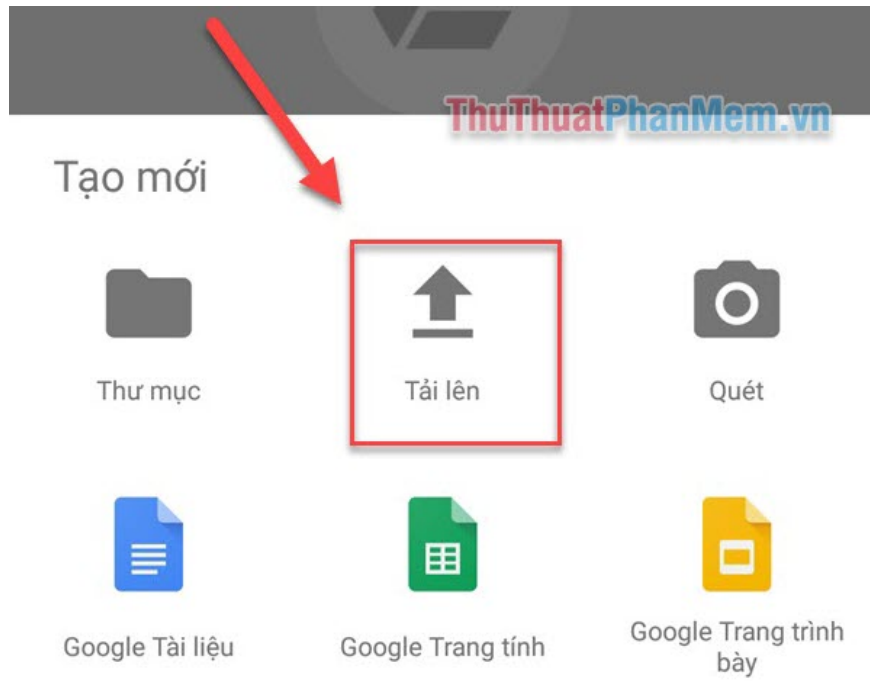 ThuThuatPhanMem.vn
Tạo mới
Thư mục
Tải lên
Quét
Google Tài liệu
Google Trang tính
Google Trang trình
bày